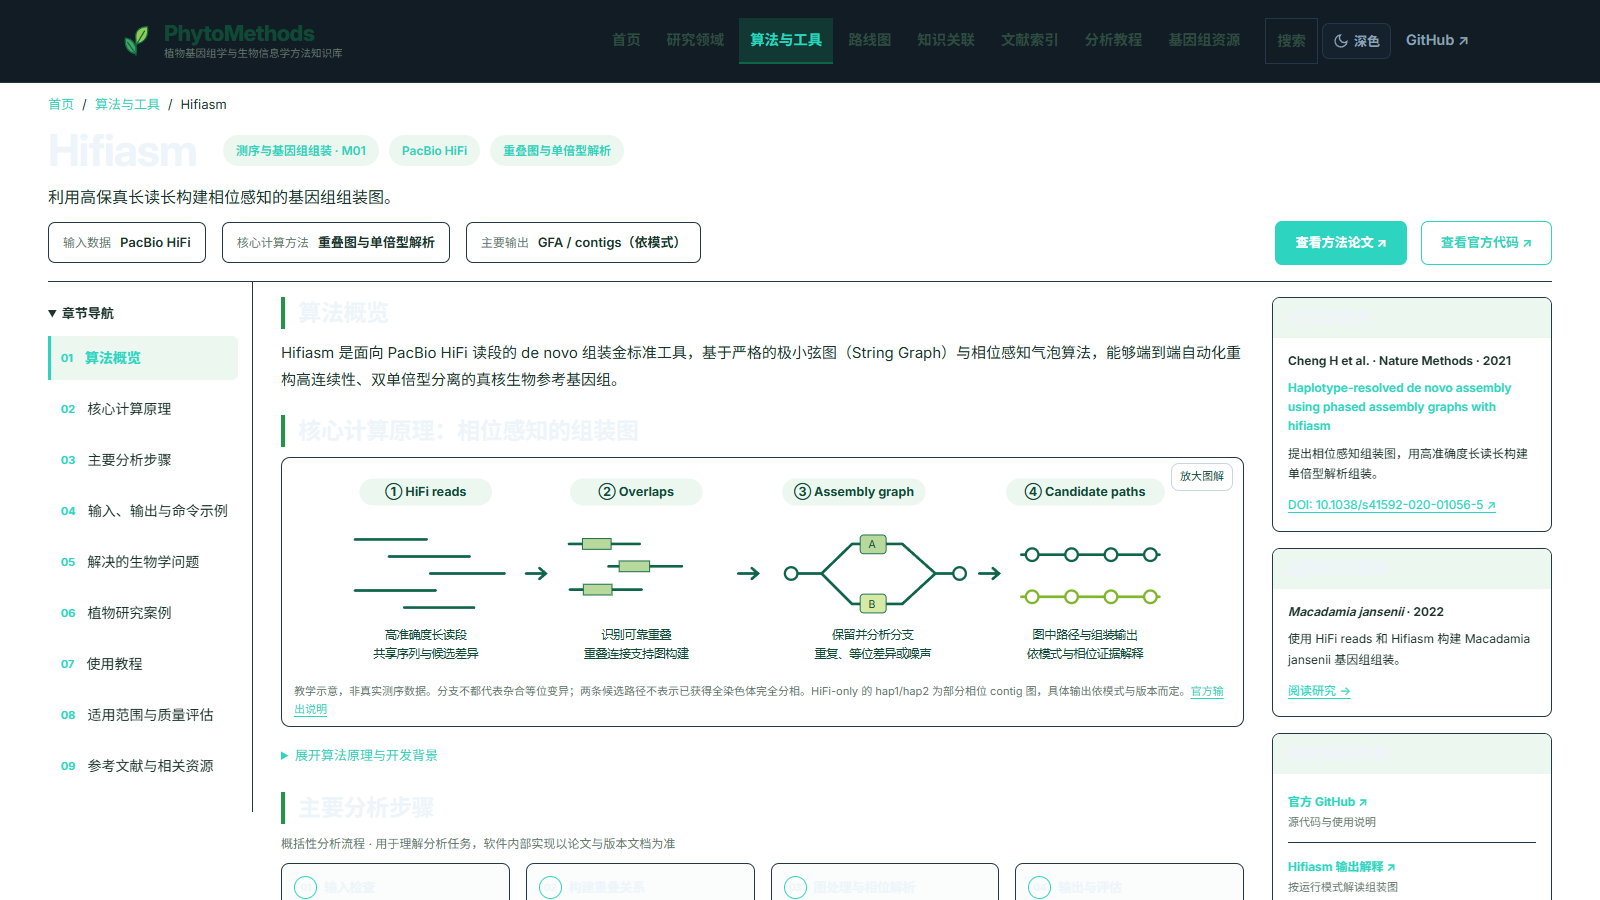 PhytoMethods
植物基因组学与生物信息学方法知识库
首页 研究领域 算法与工具 路线图 知识关联 文献索引 分析教程 基因组资源 搜索 深色 GitHub ↗
首页 / 算法与工具 / Hifiasm
Hifiasm
测序与基因组组装 · M01
PacBio HiFi
重叠图与单倍型解析
利用高保真长读长构建相位感知的基因组组装图。
输入数据 PacBio HiFi
核心计算方法 重叠图与单倍型解析
主要输出 GFA / contigs（依模式）
查看方法论文 ↗
查看官方代码 ↗
▼ 章节导航
01 算法概览
02 核心计算原理
03 主要分析步骤
04 输入、输出与命令示例
05 解决的生物学问题
06 植物研究案例
07 使用教程
08 适用范围与质量评估
09 参考文献与相关资源
算法概览
Hifiasm 是面向 PacBio HiFi 读段的 de novo 组装金标准工具，基于严格的极小弦图（String Graph）与相位感知气泡算法，能够端到端自动化重
构高连续性、双单倍型分离的真核生物参考基因组。
核心计算原理：相位感知的组装图
放大图解
① HiFi reads
② Overlaps
③ Assembly graph
④ Candidate paths
A
B
高准确度长读段
共享序列与候选差异
识别可靠重叠
重叠连接支持图构建
保留并分析分支
重复、等位差异或噪声
图中路径与组装输出
依模式与相位证据解释
教学示意，非真实测序数据。分支不都代表杂合等位变异；两条候选路径不表示已获得全染色体完全分相。HiFi-only 的 hap1/hap2 为部分相位 contig 图，具体输出依模式与版本而定。官方输
出说明
▶ 展开算法原理与开发背景
主要分析步骤
概括性分析流程 · 用于理解分析任务，软件内部实现以论文与版本文档为准
01 输入检查
02 构建重叠关系
03 图处理与相位解析
04 输出与评估
Cheng H et al. · Nature Methods · 2021
Haplotype-resolved de novo assembly
using phased assembly graphs with
hifiasm
提出相位感知组装图，用高准确度长读长构建
单倍型解析组装。
DOI: 10.1038/s41592-020-01056-5 ↗
Macadamia jansenii · 2022
使用 HiFi reads 和 Hifiasm 构建 Macadamia
jansenii 基因组组装。
阅读研究 →
官方 GitHub ↗
源代码与使用说明
Hifiasm 输出解释 ↗
按运行模式解读组装图